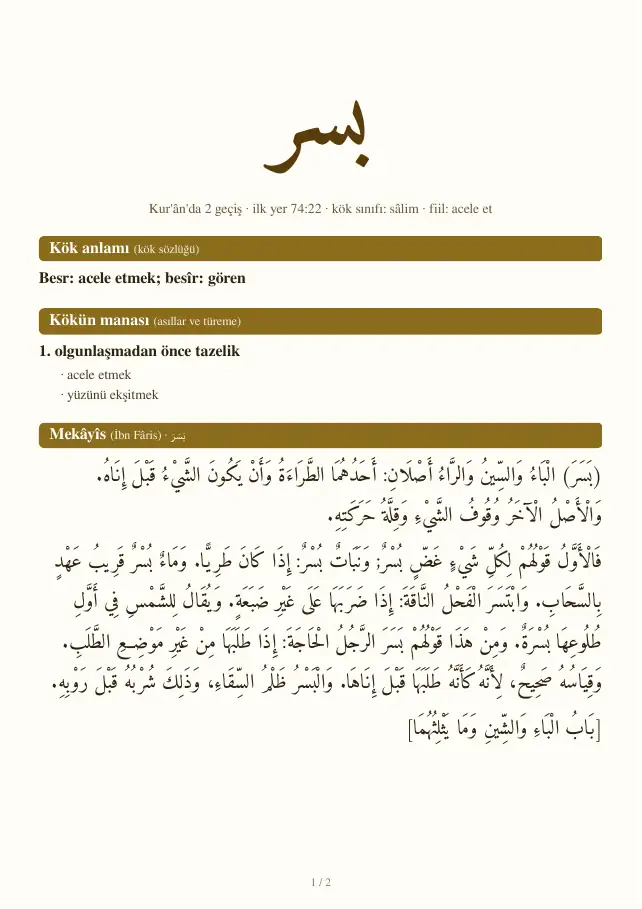 بسر
Kur'ân'da 2 geçiş · ilk yer 74:22 · kök sınıfı: sâlim · fiil: acele et
Kök anlamı (kök sözlüğü)
Besr: acele etmek; besîr: gören
Kökün manası (asıllar ve türeme)
1. olgunlaşmadan önce tazelik
· acele etmek
· yüzünü ekşitmek
Mekâyîs (İbn Fâris) · بَسَرَ
(بَسَرَ) الْبَاءُ وَالسِّينُ وَالرَّاءُ أَصْلَانِ: أَحَدُهُمَا الطَّرَاءَةُ وَأَنْ يَكُونَ الشَّيْءُ قَبْلَ إِنَاهُ.
وَالْأَصْلُ الْآخَرُ وُقُوفُ الشَّيْءِ وَقِلَّةُ حَرَكَتِهِ.
فَالْأَوَّلُ قَوْلُهُمْ لِكُلِّ شَيْءٍ غَضٍّ بُسْرٌ; وَنَبَاتٌ بُسْرٌ: إِذَا كَانَ طَرِيًّا. وَمَاءٌ بُسْرٌ قَرِيبُ عَهْدٍ
بِالسَّحَابِ. وَابْتَسَرَ الْفَحْلُ النَّاقَةَ: إِذَا ضَرَبَهَا عَلَى غَيْرِ ضَبَعَةٍ. وَيُقَالُ لِلشَّمْسِ فِي أَوَّلِ
طُلُوعِهَا بُسْرَةٌ. وَمِنْ هَذَا قَوْلُهُمْ بَسَرَ الرَّجُلُ الْحَاجَةَ: إِذَا طَلَبَهَا مِنْ غَيْرِ مَوْضِعِ الطَّلَبِ.
وَقِيَاسُهُ صَحِيحٌ، لِأَنَّهُ كَأَنَّهُ طَلَبَهَا قَبْلَ إِنَاهَا. وَالْبَسْرُ ظَلْمُ السِّقَاءِ، وَذَلِكَ شُرْبُهُ قَبْلَ رَوْبِهِ.
[بَابُ الْبَاءِ وَالشِّينِ وَمَا يَثْلِثُهُمَا]
1 / 2